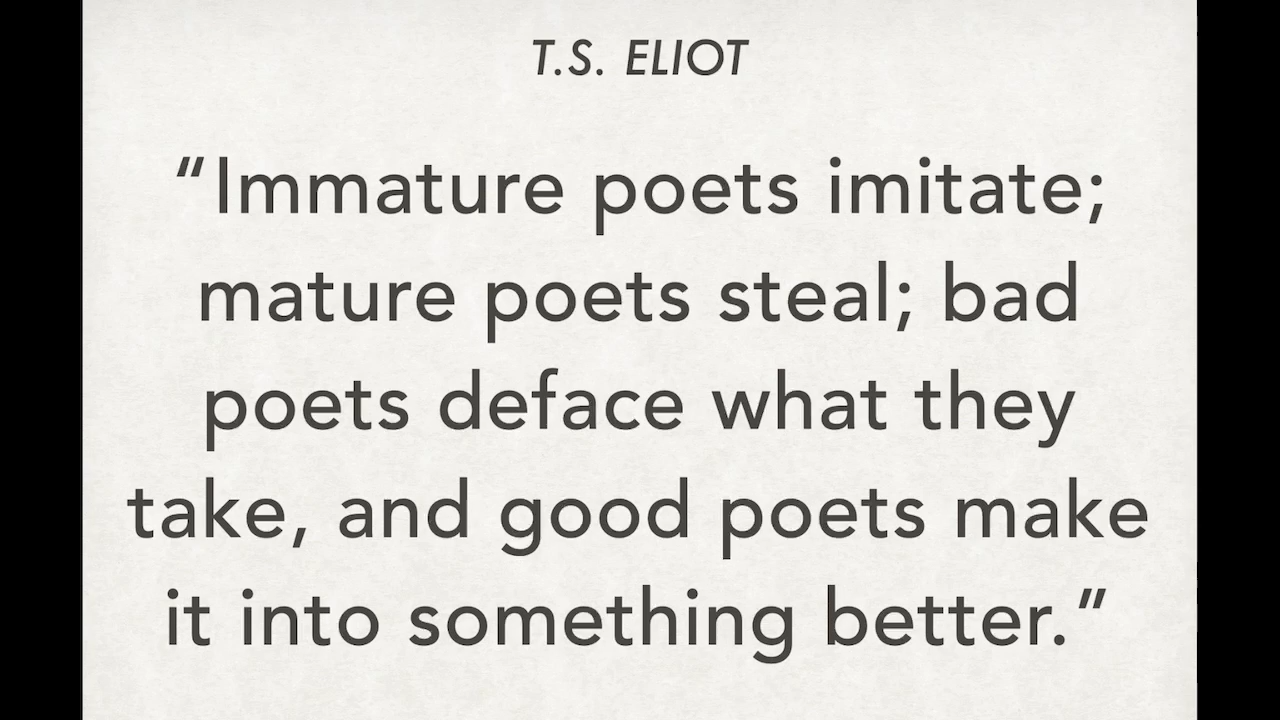 T.S. ELIOT
“Immature poets imitate;
mature poets steal; bad
poets deface what they
take, and good poets make
it into something better.”